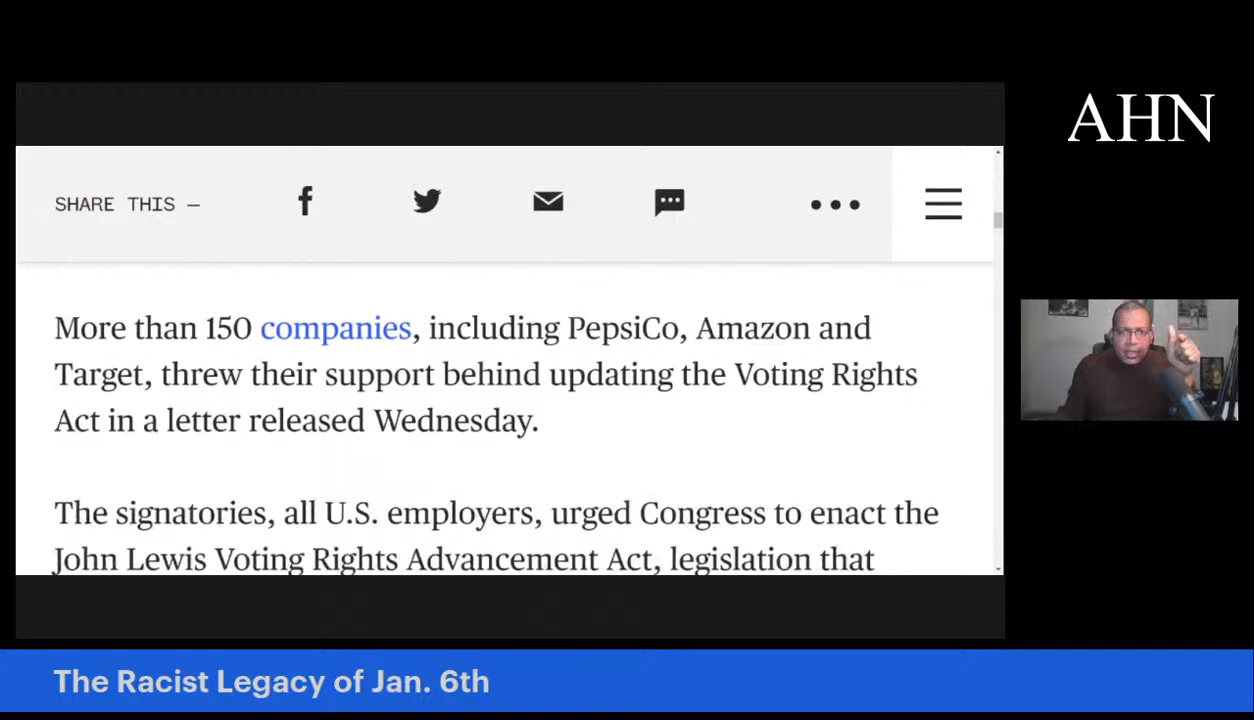 AHN
SHARE THIS —
More than 150 companies, including PepsiCo, Amazon and
Target, threw their support behind updating the Voting Rights
Act in a letter released Wednesday.
The signatories, all U.S. employers, urged Congress to enact the
John Lewis Voting Rights Advancement Act, legislation that
The Racist Legacy of Jan. 6th